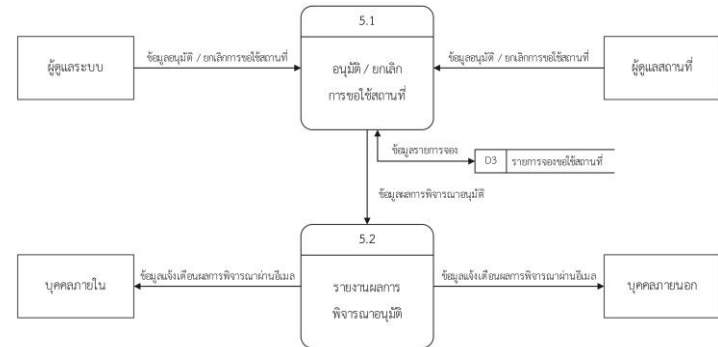 5.1
ผู้ดูแลระบบ
ข้อมูลอนุมัติ / ยกเลิกการขอใช้สถานที่
อนุมัติ / ยกเลิก
การขอใช้สถานที่
ข้อมูลอนุมัติ / ยกเลิกการขอใช้สถานที่
ผู้ดูแลสถานที่
ข้อมูลรายการจอง
D3
รายการจองขอใช้สถานที่
ข้อมูลผลการพิจารณาอนุมัติ
5.2
บุคคลภายใน
ข้อมูลแจ้งเตือนผลการพิจารณาผ่านอีเมล
รายงานผลการ
พิจารณาอนุมัติ
ข้อมูลแจ้งเตือนผลการพิจารณาผ่านอีเมล
บุคคลภายนอก